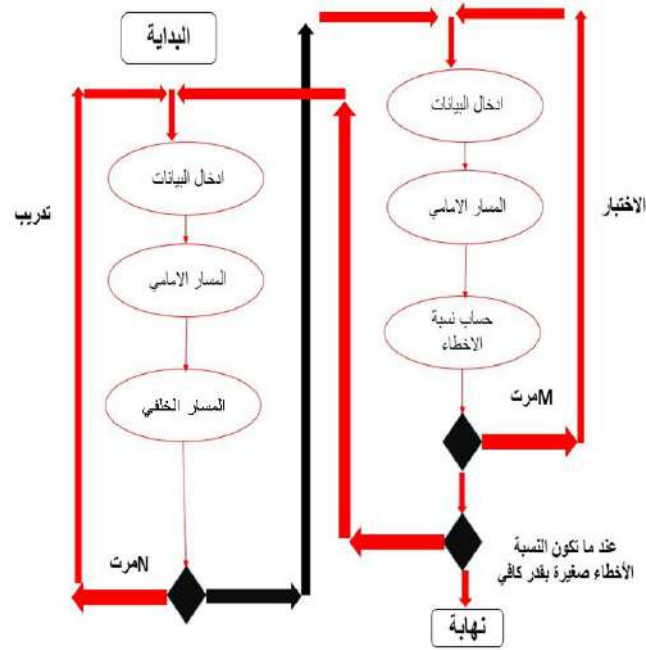 البداية
ادخال البيانات
المسار الامامي
حساب نسبة
الاخطاء
الاختبار
Mمرت
عند ما تكون النسبة
الأخطاء صغيرة بقدر كافي
نهاية
ادخال البيانات
المسار الامامي
المسار الخلفي
تدريب
Nمرت